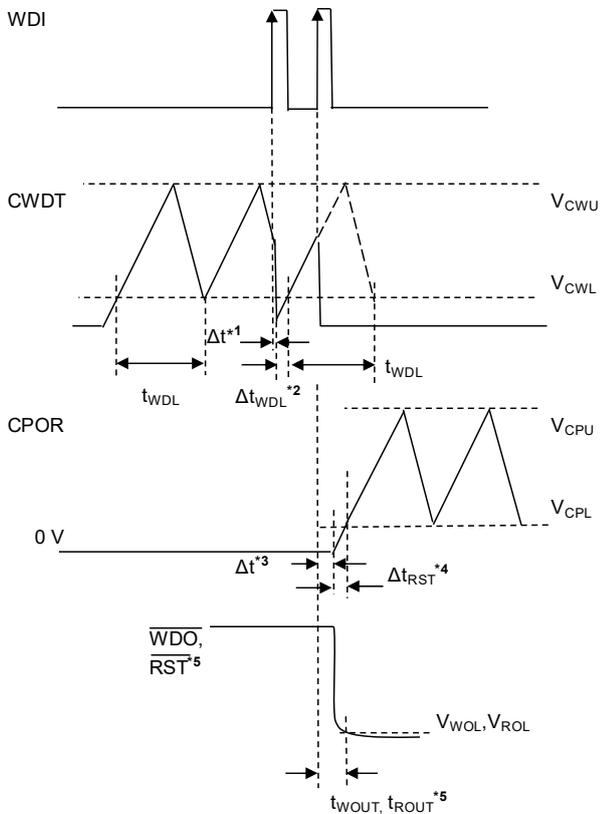 WDI
CWDT
V_CWU
V_CWL
Δt*1
t_WDL
Δt_WDL*2
t_WDL
CPOR
V_CPU
V_CPL
0 V
Δt*3
Δt_RST*4
WDO,
RST*5
V_WOL,V_ROL
t_WOUT, t_ROUT*5